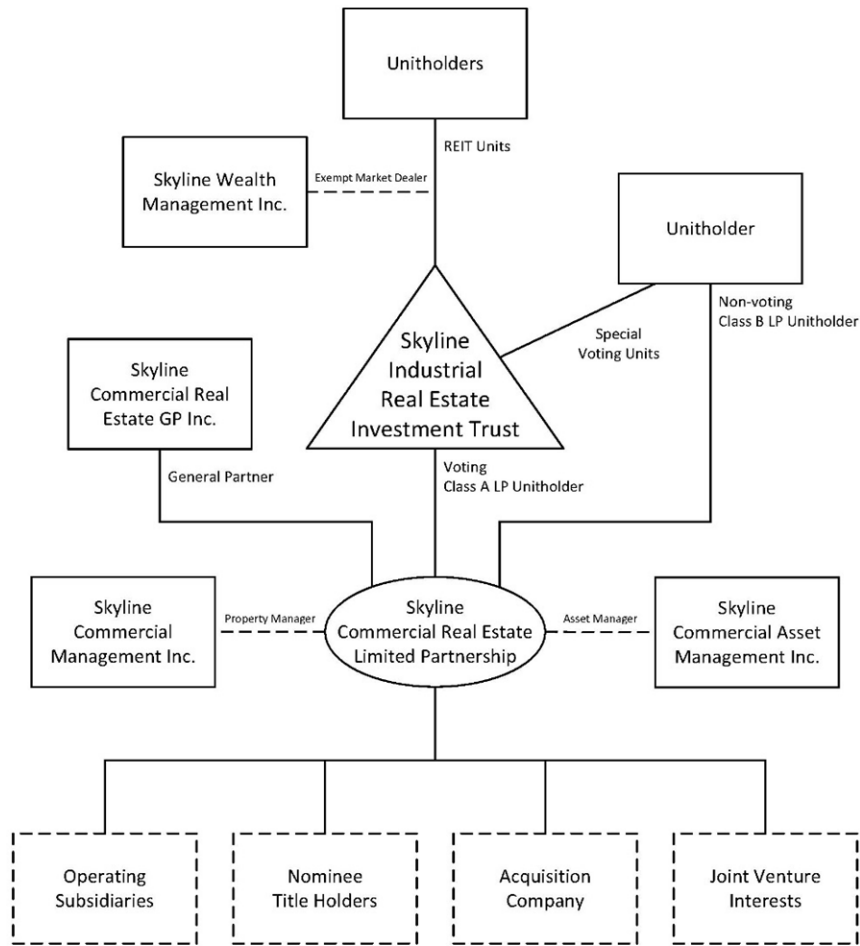 Unitholders
REIT Units
Skyline Wealth
Management Inc.
Exempt Market Dealer
Unitholder
Non-voting
Class B LP Unitholder
Special
Voting Units
Skyline
Industrial
Real Estate
Investment Trust
Skyline
Commercial Real
Estate GP Inc.
General Partner
Voting
Class A LP Unitholder
Skyline
Commercial
Management Inc.
Property Manager
Skyline
Commercial Real Estate
Limited Partnership
Asset Manager
Skyline
Commercial Asset
Management Inc.
Operating
Subsidiaries
Nominee
Title Holders
Acquisition
Company
Joint Venture
Interests